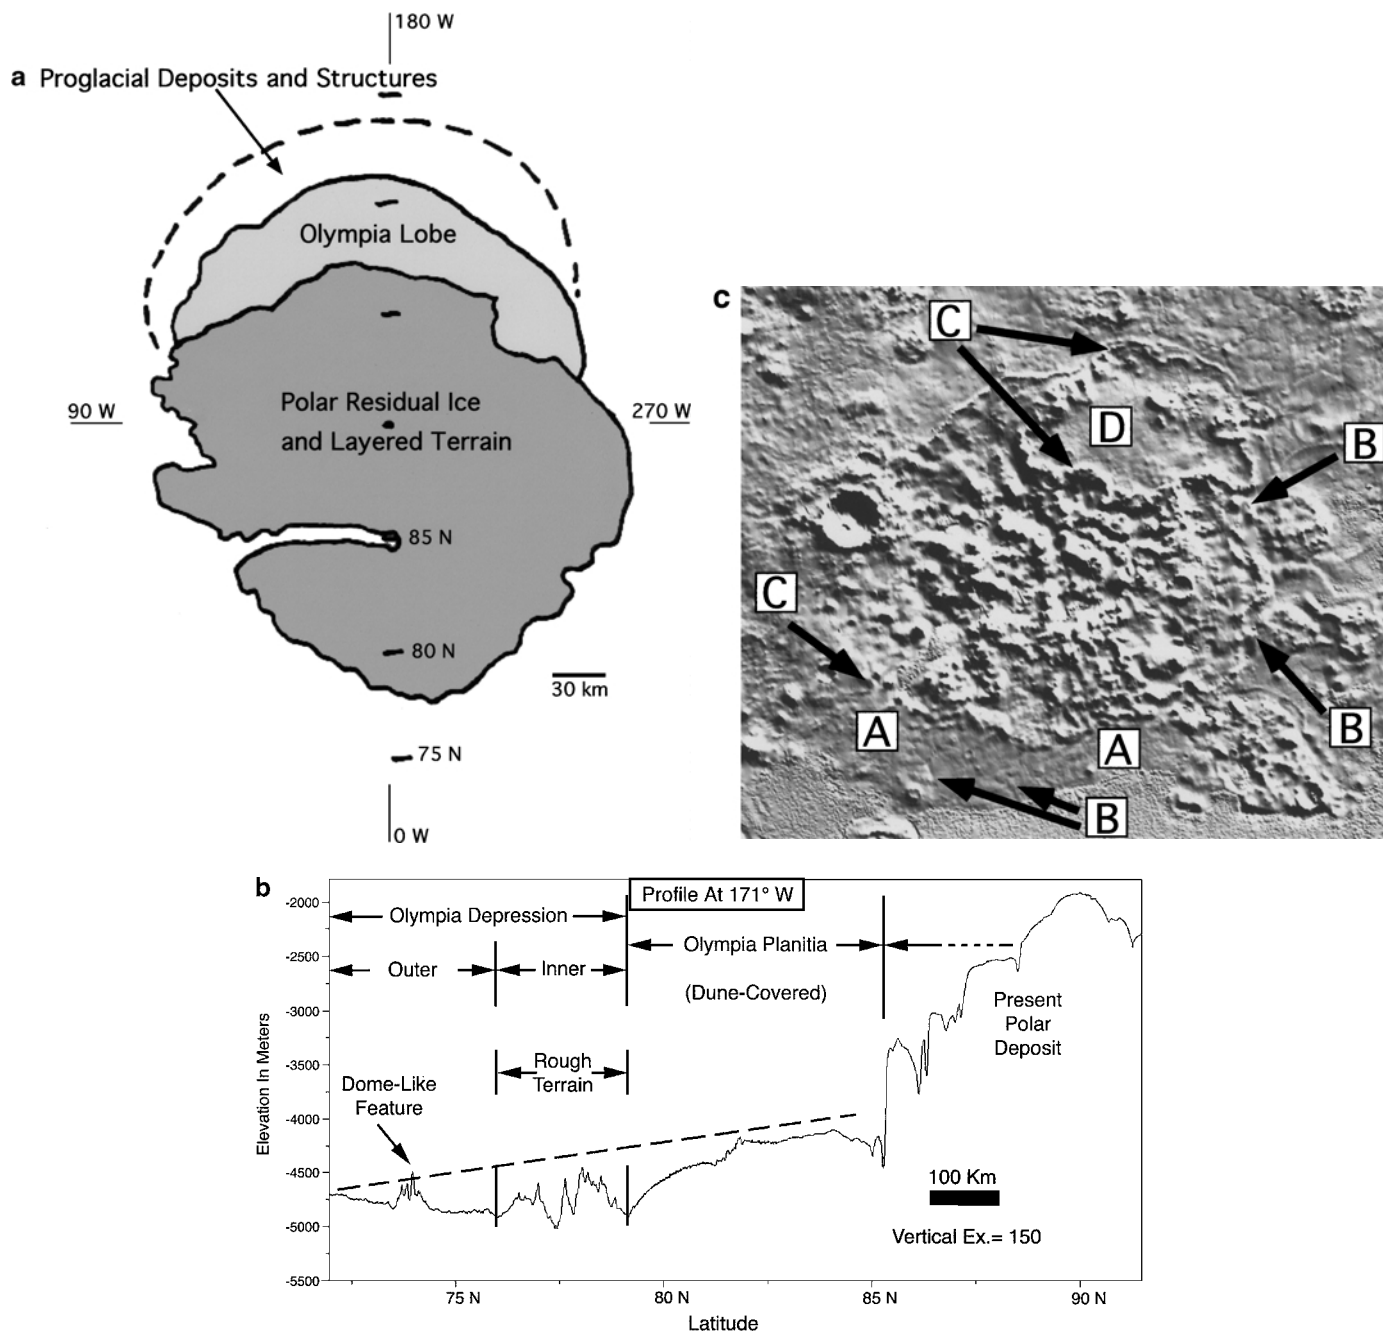 180 W
a Proglacial Deposits and Structures
Olympia Lobe
90 W
Polar Residual Ice
and Layered Terrain
270 W
85 N
80 N
30 km
75 N
0 W
c
C
D
B
C
A
A
B
B
b
Profile At 171° W
Olympia Depression
Olympia Planitia
Outer
Inner
(Dune-Covered)
Present
Polar
Deposit
Rough
Terrain
Dome-Like
Feature
100 Km
Vertical Ex.= 150
Elevation In Meters
-2000
-2500
-3000
-3500
-4000
-4500
-5000
-5500
75 N
80 N
85 N
90 N
Latitude